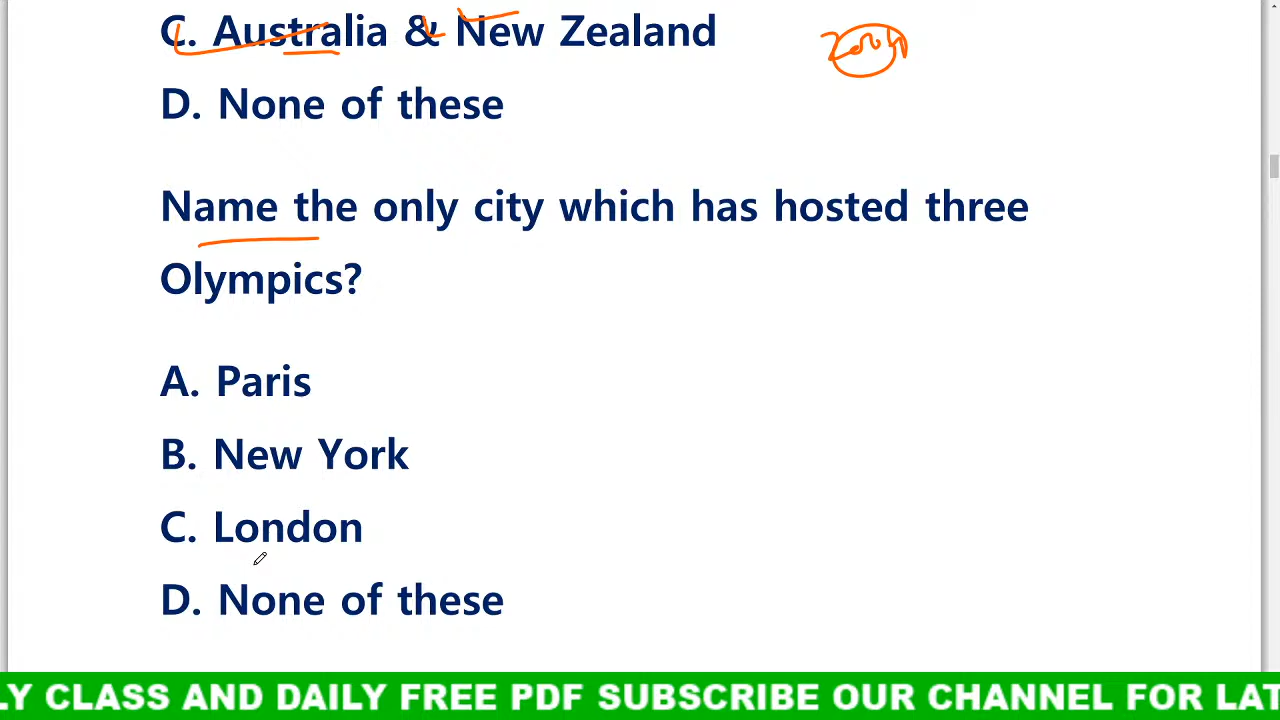 C. Australia & New Zealand
D. None of these
Name the only city which has hosted three
Olympics?
A. Paris
B. New York
C. London
D. None of these
LY CLASS AND DAILY FREE PDF SUBSCRIBE OUR CHANNEL FOR LAT